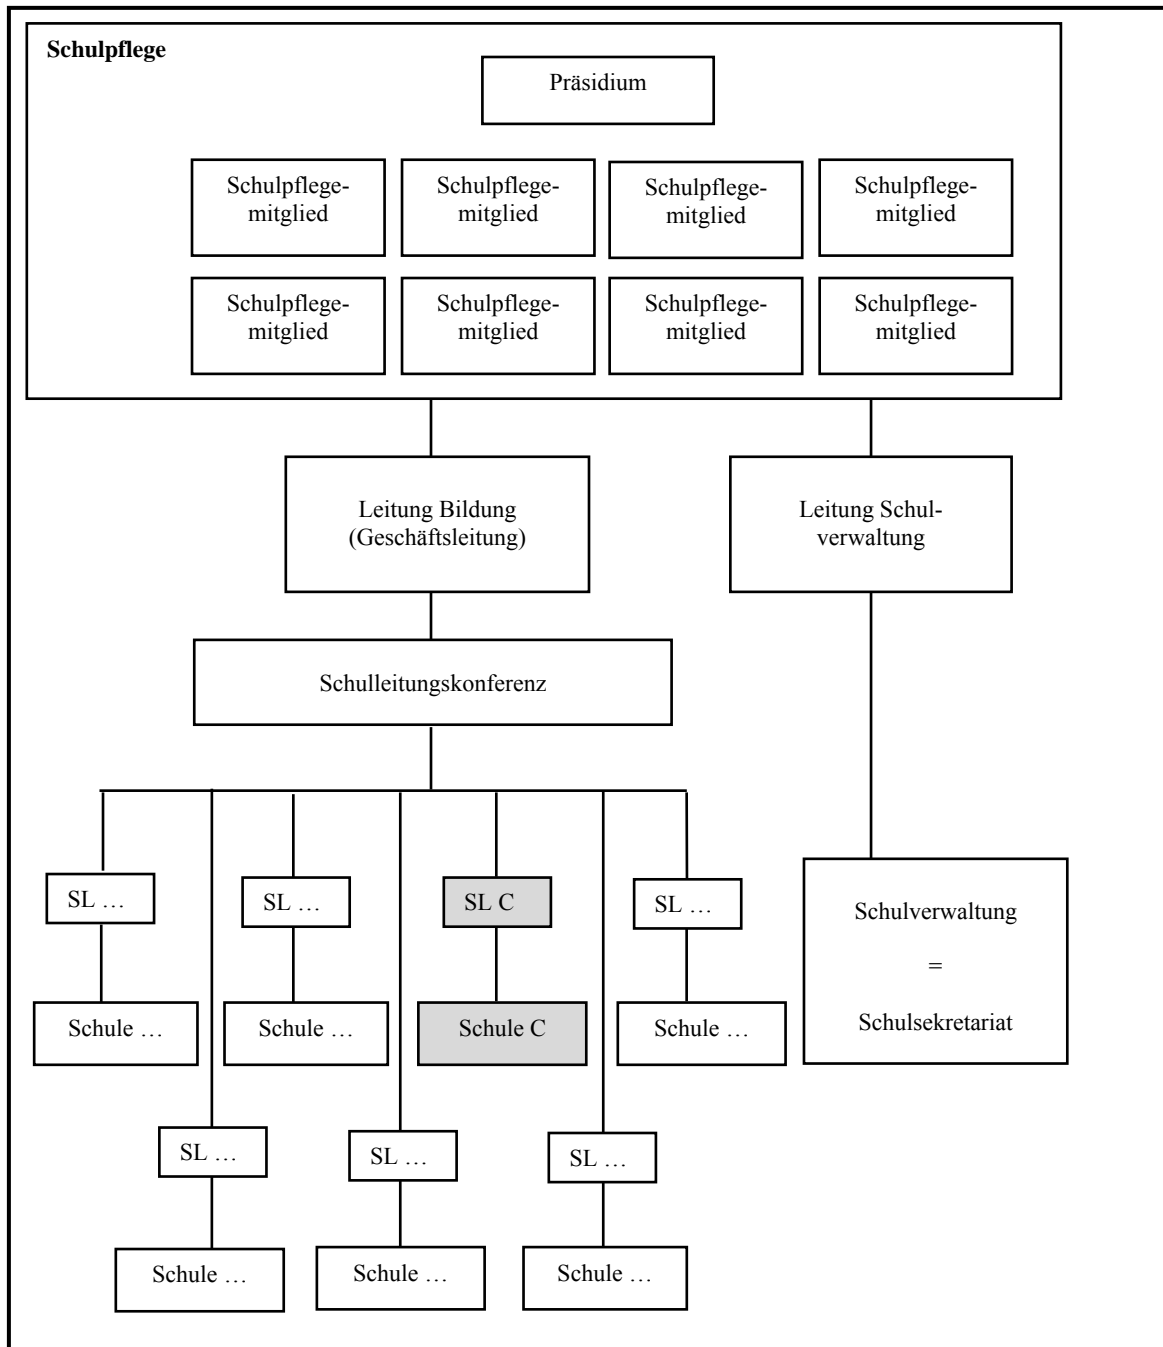 Schulpflege
Präsidium
Schulpflege-
mitglied
Schulpflege-
mitglied
Schulpflege-
mitglied
Schulpflege-
mitglied
Schulpflege-
mitglied
Schulpflege-
mitglied
Schulpflege-
mitglied
Schulpflege-
mitglied
Leitung Bildung
(Geschäftsleitung)
Leitung Schul-
verwaltung
Schulleitungskonferenz
SL …
SL …
SL C
SL …
Schule …
Schule …
Schule C
Schule …
Schulverwaltung
=
Schulsekretariat
SL …
SL …
SL …
Schule …
Schule …
Schule …